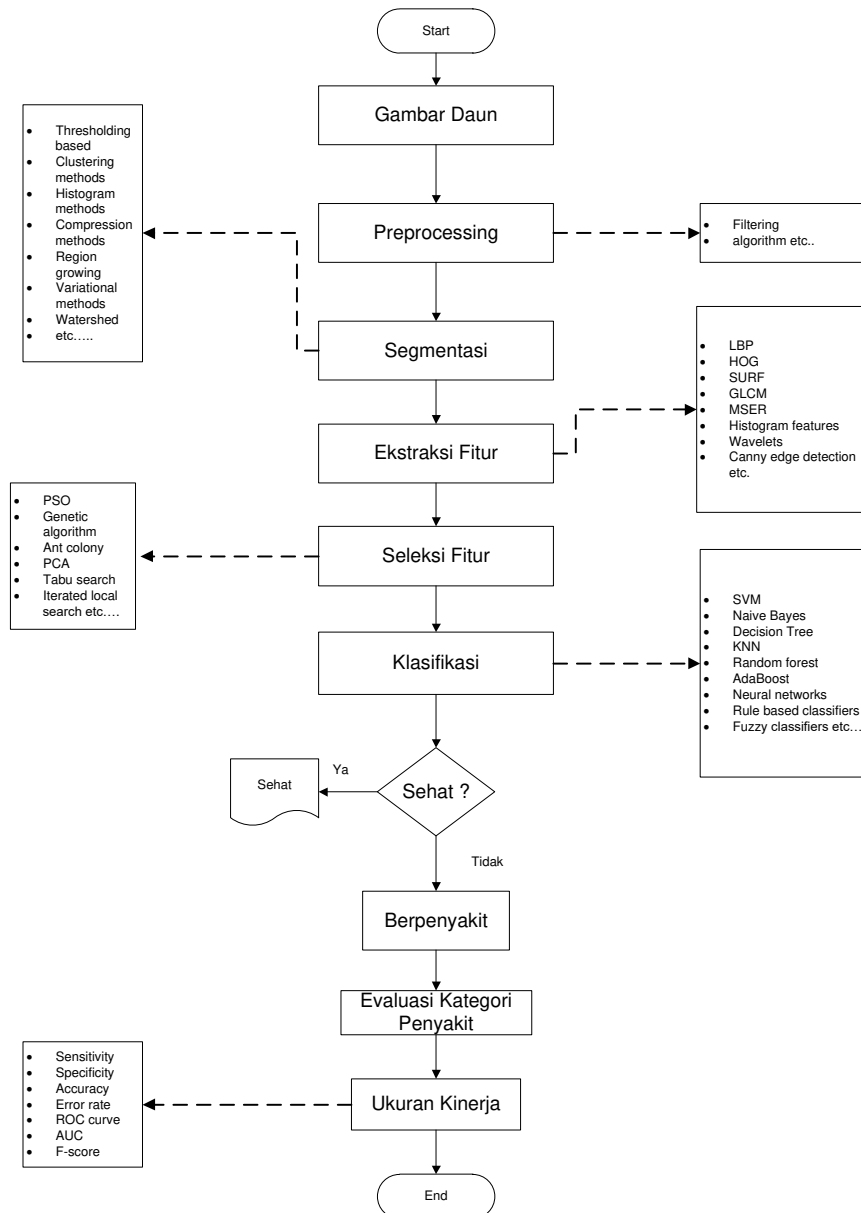 Start
Gambar Daun
• Thresholding
based
• Clustering
methods
• Histogram
methods
• Compression
methods
• Region
growing
• Variational
methods
• Watershed
• etc.....
Preprocessing
• Filtering
• algorithm etc..
Segmentasi
• LBP
• HOG
• SURF
• GLCM
• MSER
• Histogram features
• Wavelets
• Canny edge detection
etc.
Ekstraksi Fitur
• PSO
• Genetic
algorithm
• Ant colony
• PCA
• Tabu search
• Iterated local
search etc....
Seleksi Fitur
Klasifikasi
• SVM
• Naive Bayes
• Decision Tree
• KNN
• Random forest
• AdaBoost
• Neural networks
• Rule based classifiers
• Fuzzy classifiers etc...
Sehat
Ya
Sehat ?
Tidak
Berpenyakit
Evaluasi Kategori
Penyakit
• Sensitivity
• Specificity
• Accuracy
• Error rate
• ROC curve
• AUC
• F-score
Ukuran Kinerja
End